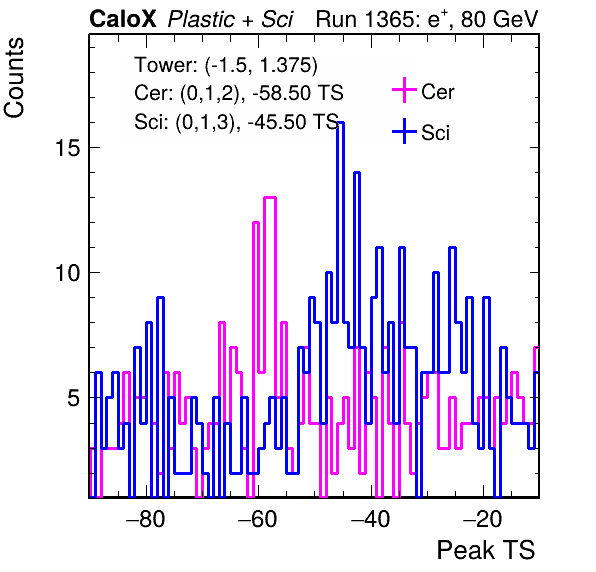 CaloX Plastic + Sci Run 1365: e+, 80 GeV
Counts
Tower: (-1.5, 1.375)
Cer: (0,1,2), -58.50 TS
Sci: (0,1,3), -45.50 TS
Cer
Sci
15
10
5
−80 −60 −40 −20
Peak TS